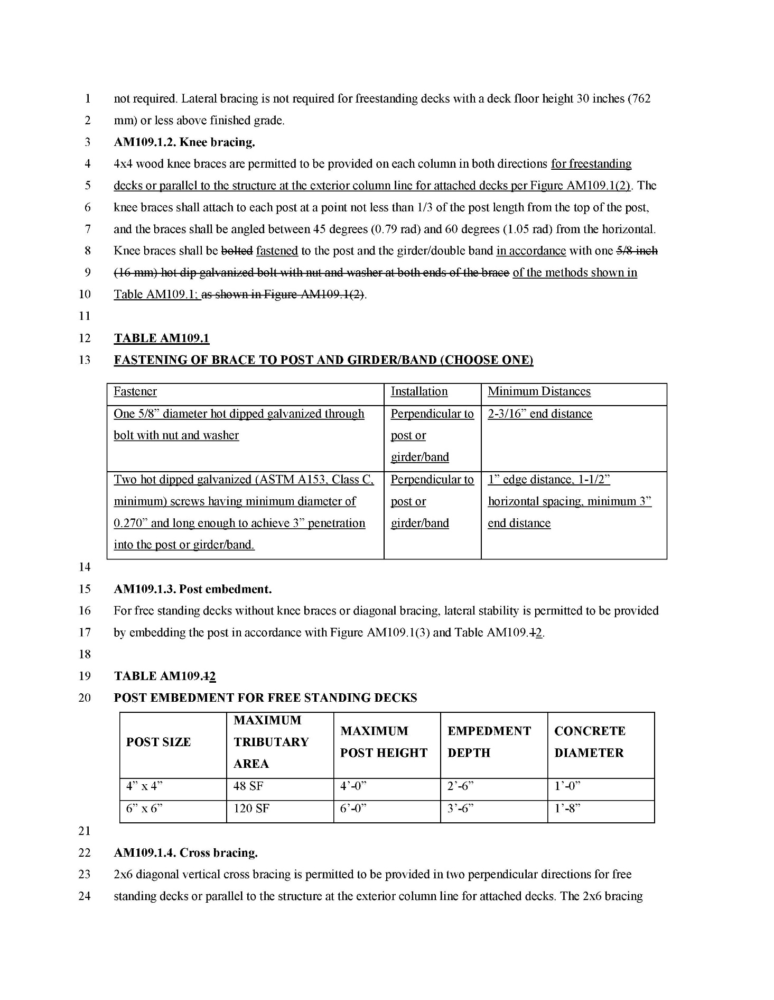 1 not required. Lateral bracing is not required for freestanding decks with a deck floor height 30 inches (762
2 mm) or less above finished grade.
3 AM109.1.2. Knee bracing.
4 4x4 wood knee braces are permitted to be provided on each column in both directions for freestanding
5 decks or parallel to the structure at the exterior column line for attached decks per Figure AM109.1(2). The
6 knee braces shall attach to each post at a point not less than 1/3 of the post length from the top of the post,
7 and the braces shall be angled between 45 degrees (0.79 rad) and 60 degrees (1.05 rad) from the horizontal.
8 Knee braces shall be bolted fastened to the post and the girder/double band in accordance with one 5/8 inch
9 (16 mm) hot dip galvanized bolt with nut and washer at both ends of the brace of the methods shown in
10 Table AM109.1; as shown in Figure AM109.1(2).
11
12 TABLE AM109.1
13 FASTENING OF BRACE TO POST AND GIRDER/BAND (CHOOSE ONE)
Fastener Installation Minimum Distances
One 5/8” diameter hot dipped galvanized through Perpendicular to 2-3/16” end distance
bolt with nut and washer post or
girder/band
Two hot dipped galvanized (ASTM A153, Class C, Perpendicular to 1” edge distance, 1-1/2”
minimum) screws having minimum diameter of post or horizontal spacing, minimum 3”
0.270” and long enough to achieve 3” penetration girder/band end distance
into the post or girder/band.
14
15 AM109.1.3. Post embedment.
16 For free standing decks without knee braces or diagonal bracing, lateral stability is permitted to be provided
17 by embedding the post in accordance with Figure AM109.1(3) and Table AM109.12.
18
19 TABLE AM109.12
20 POST EMBEDMENT FOR FREE STANDING DECKS
POST SIZE MAXIMUM TRIBUTARY AREA MAXIMUM POST HEIGHT EMPEDMENT DEPTH CONCRETE DIAMETER
4” x 4” 48 SF 4’-0” 2’-6” 1’-0”
6” x 6” 120 SF 6’-0” 3’-6” 1’-8”
21
22 AM109.1.4. Cross bracing.
23 2x6 diagonal vertical cross bracing is permitted to be provided in two perpendicular directions for free
24 standing decks or parallel to the structure at the exterior column line for attached decks. The 2x6 bracing